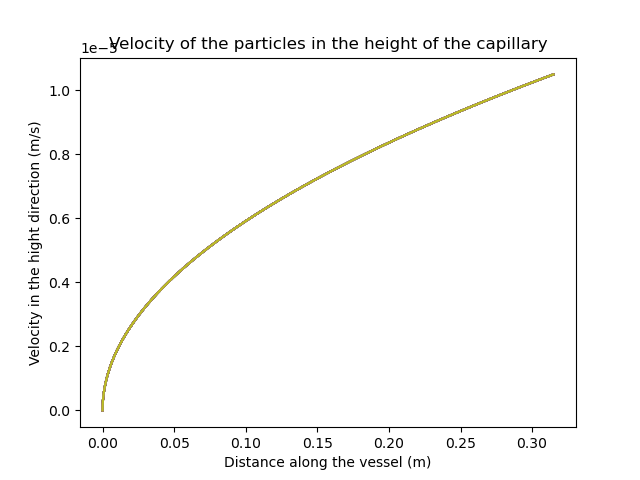 Velocity of the particles in the height of the capillary
1e−5
1.0
0.8
0.6
0.4
0.2
0.0
Velocity in the hight direction (m/s)
0.00 0.05 0.10 0.15 0.20 0.25 0.30
Distance along the vessel (m)